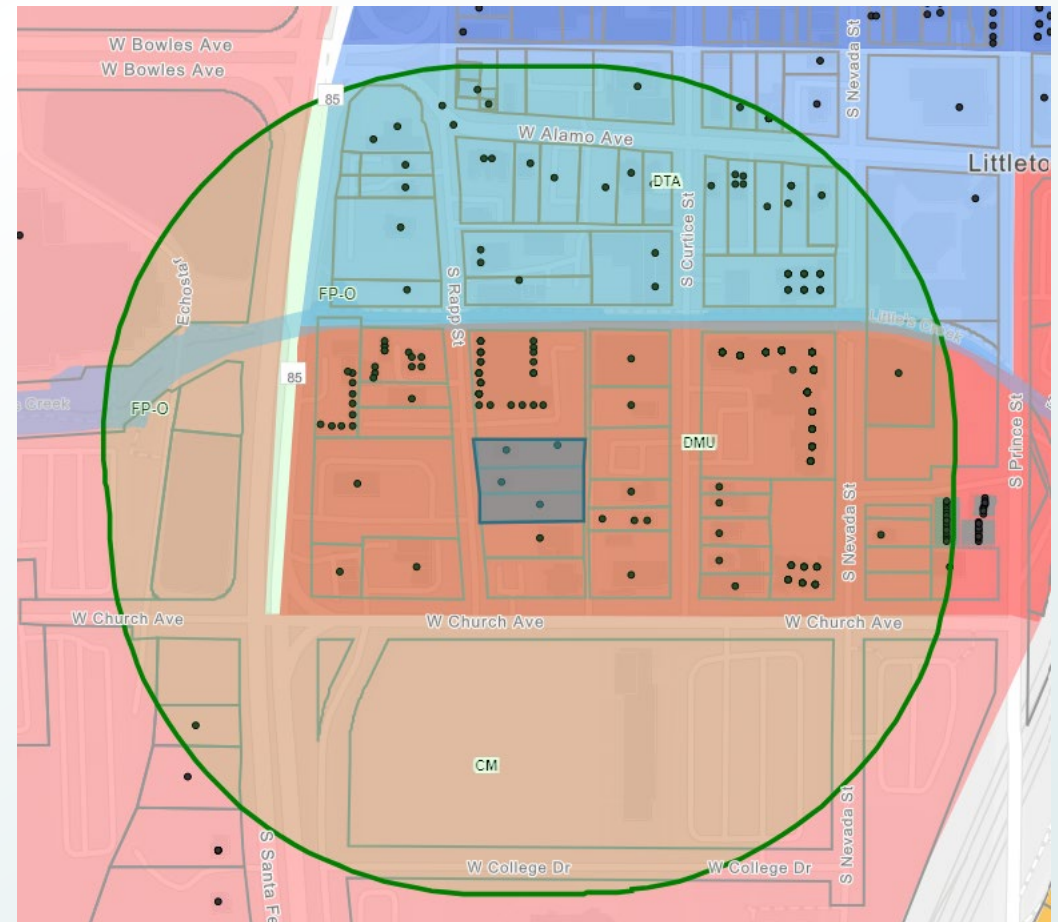 W Bowles Ave
W Bowles Ave
85
S Nevada St
W Alamo Ave
Littleto
DTA
S Curtice St
Echostar
S Rapp St
FP-O
Little's Creek
85
s Creek
FP-O
DMU
S Prince St
S Nevada St
W Church Ave
W Church Ave
W Church Ave
CM
S Nevada St
S Santa Fe
W College Dr
W College Dr